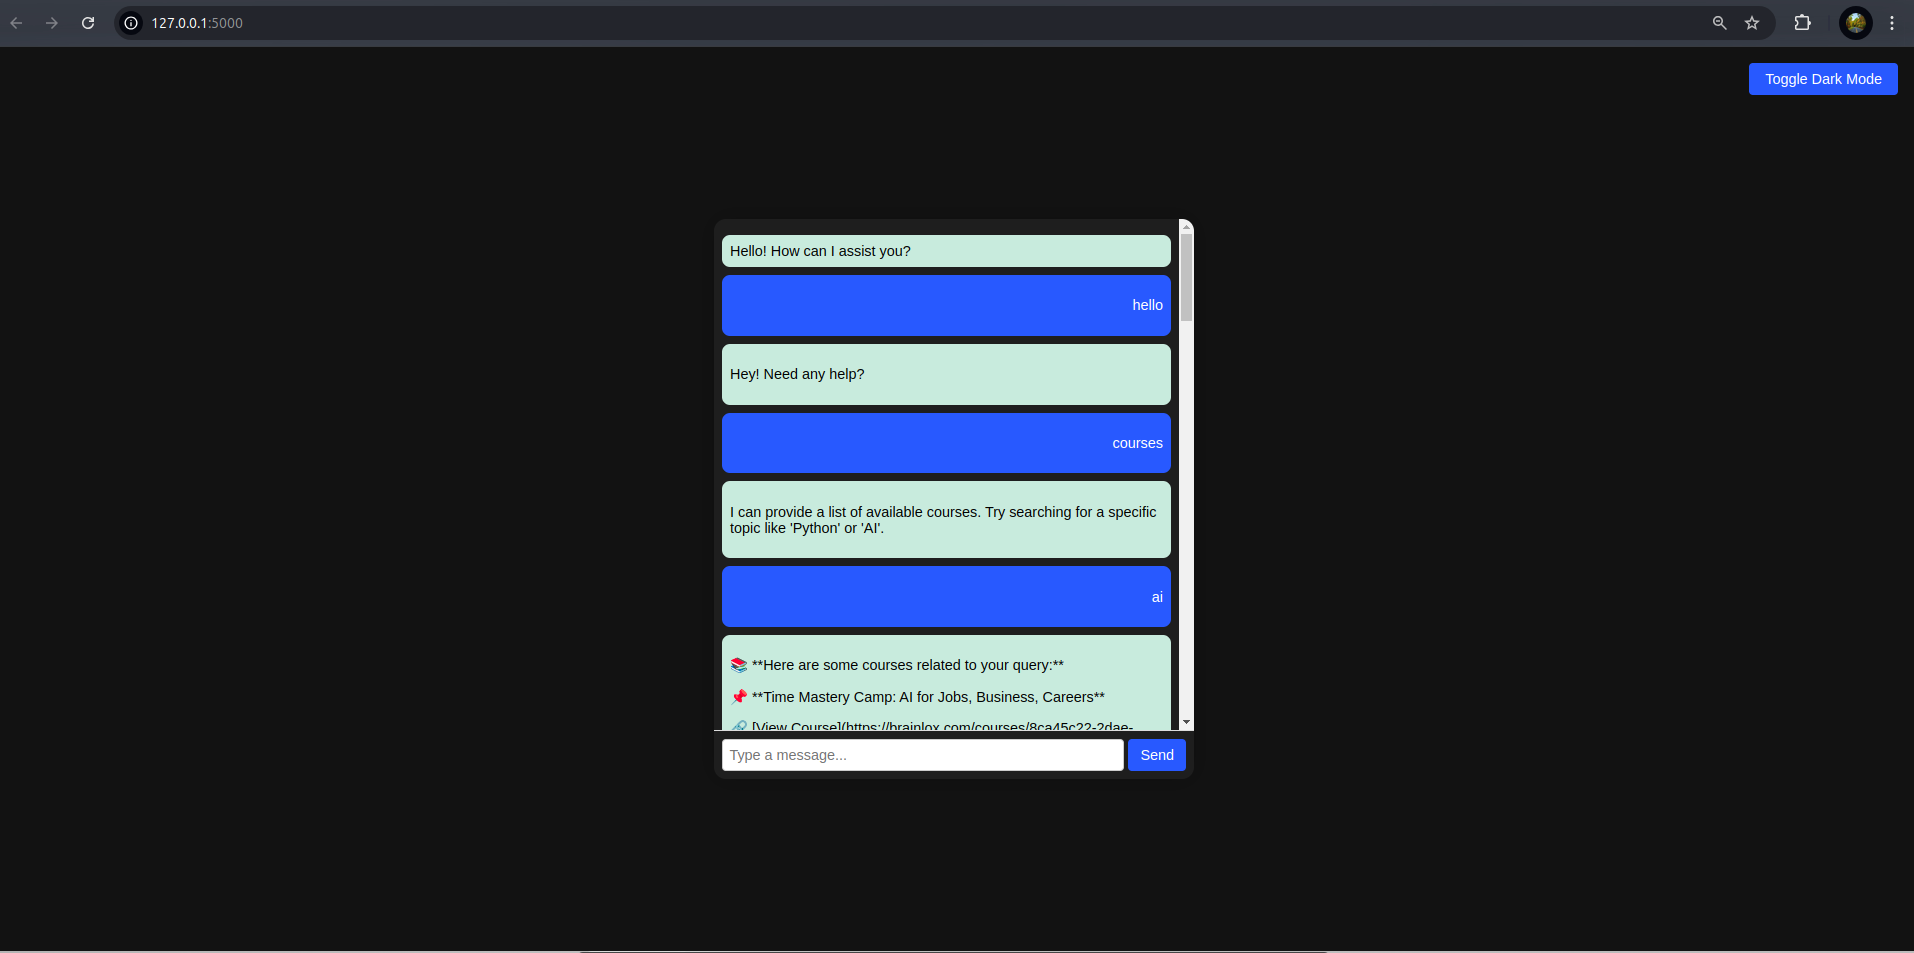 127.0.0.1:5000
Toggle Dark Mode
Hello! How can I assist you?
hello
Hey! Need any help?
courses
I can provide a list of available courses. Try searching for a specific
topic like 'Python' or 'AI'.
ai
📚 **Here are some courses related to your query:**
📌 **Time Mastery Camp: AI for Jobs, Business, Careers**
🔗 [View Course](https://brainlox.com/courses/8ca45c22-2dae-
Type a message...
Send